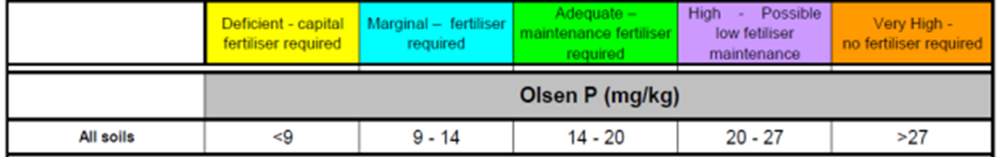 Deficient - capital
fertiliser required
Marginal – fertiliser
required
Adequate –
maintenance fertiliser
required
High - Possible
low fetiliser
maintenance
Very High -
no fertiliser required
Olsen P (mg/kg)
All soils <9 9 - 14 14 - 20 20 - 27 >27